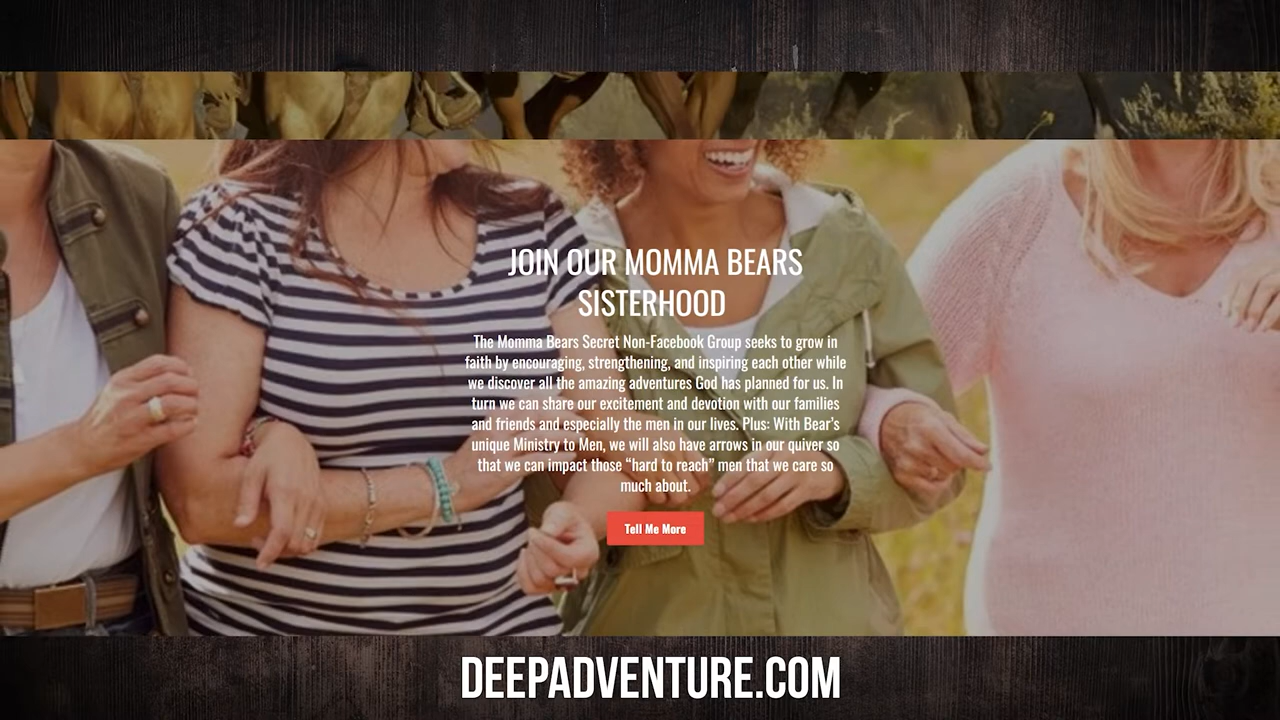 JOIN OUR MOMMA BEARS
SISTERHOOD
The Momma Bears Secret Non-Facebook Group seeks to grow in
faith by encouraging, strengthening, and inspiring each other while
we discover all the amazing adventures God has planned for us. In
turn we can share our excitement and devotion with our families
and friends and especially the men in our lives. Plus: With Bear's
unique Ministry to Men, we will also have arrows in our quiver so
that we can impact those “hard to reach” men that we care so
much about.
Tell Me More
DEEPADVENTURE.COM